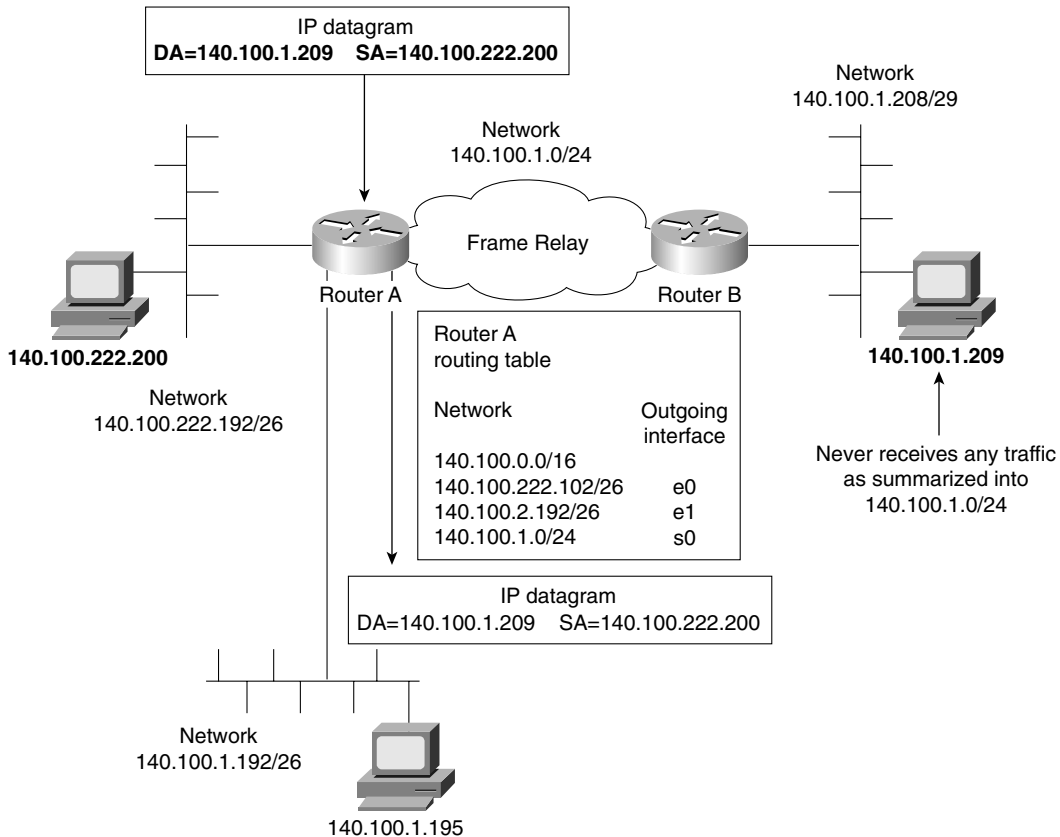 IP datagram
DA=140.100.1.209 SA=140.100.222.200
Network
140.100.1.208/29
Network
140.100.1.0/24
Frame Relay
Router A
Router B
140.100.222.200
140.100.1.209
Network
140.100.222.192/26
Router A
routing table
Network
Outgoing
interface
140.100.0.0/16
140.100.222.102/26 e0
140.100.2.192/26 e1
140.100.1.0/24 s0
Never receives any traffic
as summarized into
140.100.1.0/24
IP datagram
DA=140.100.1.209 SA=140.100.222.200
Network
140.100.1.192/26
140.100.1.195